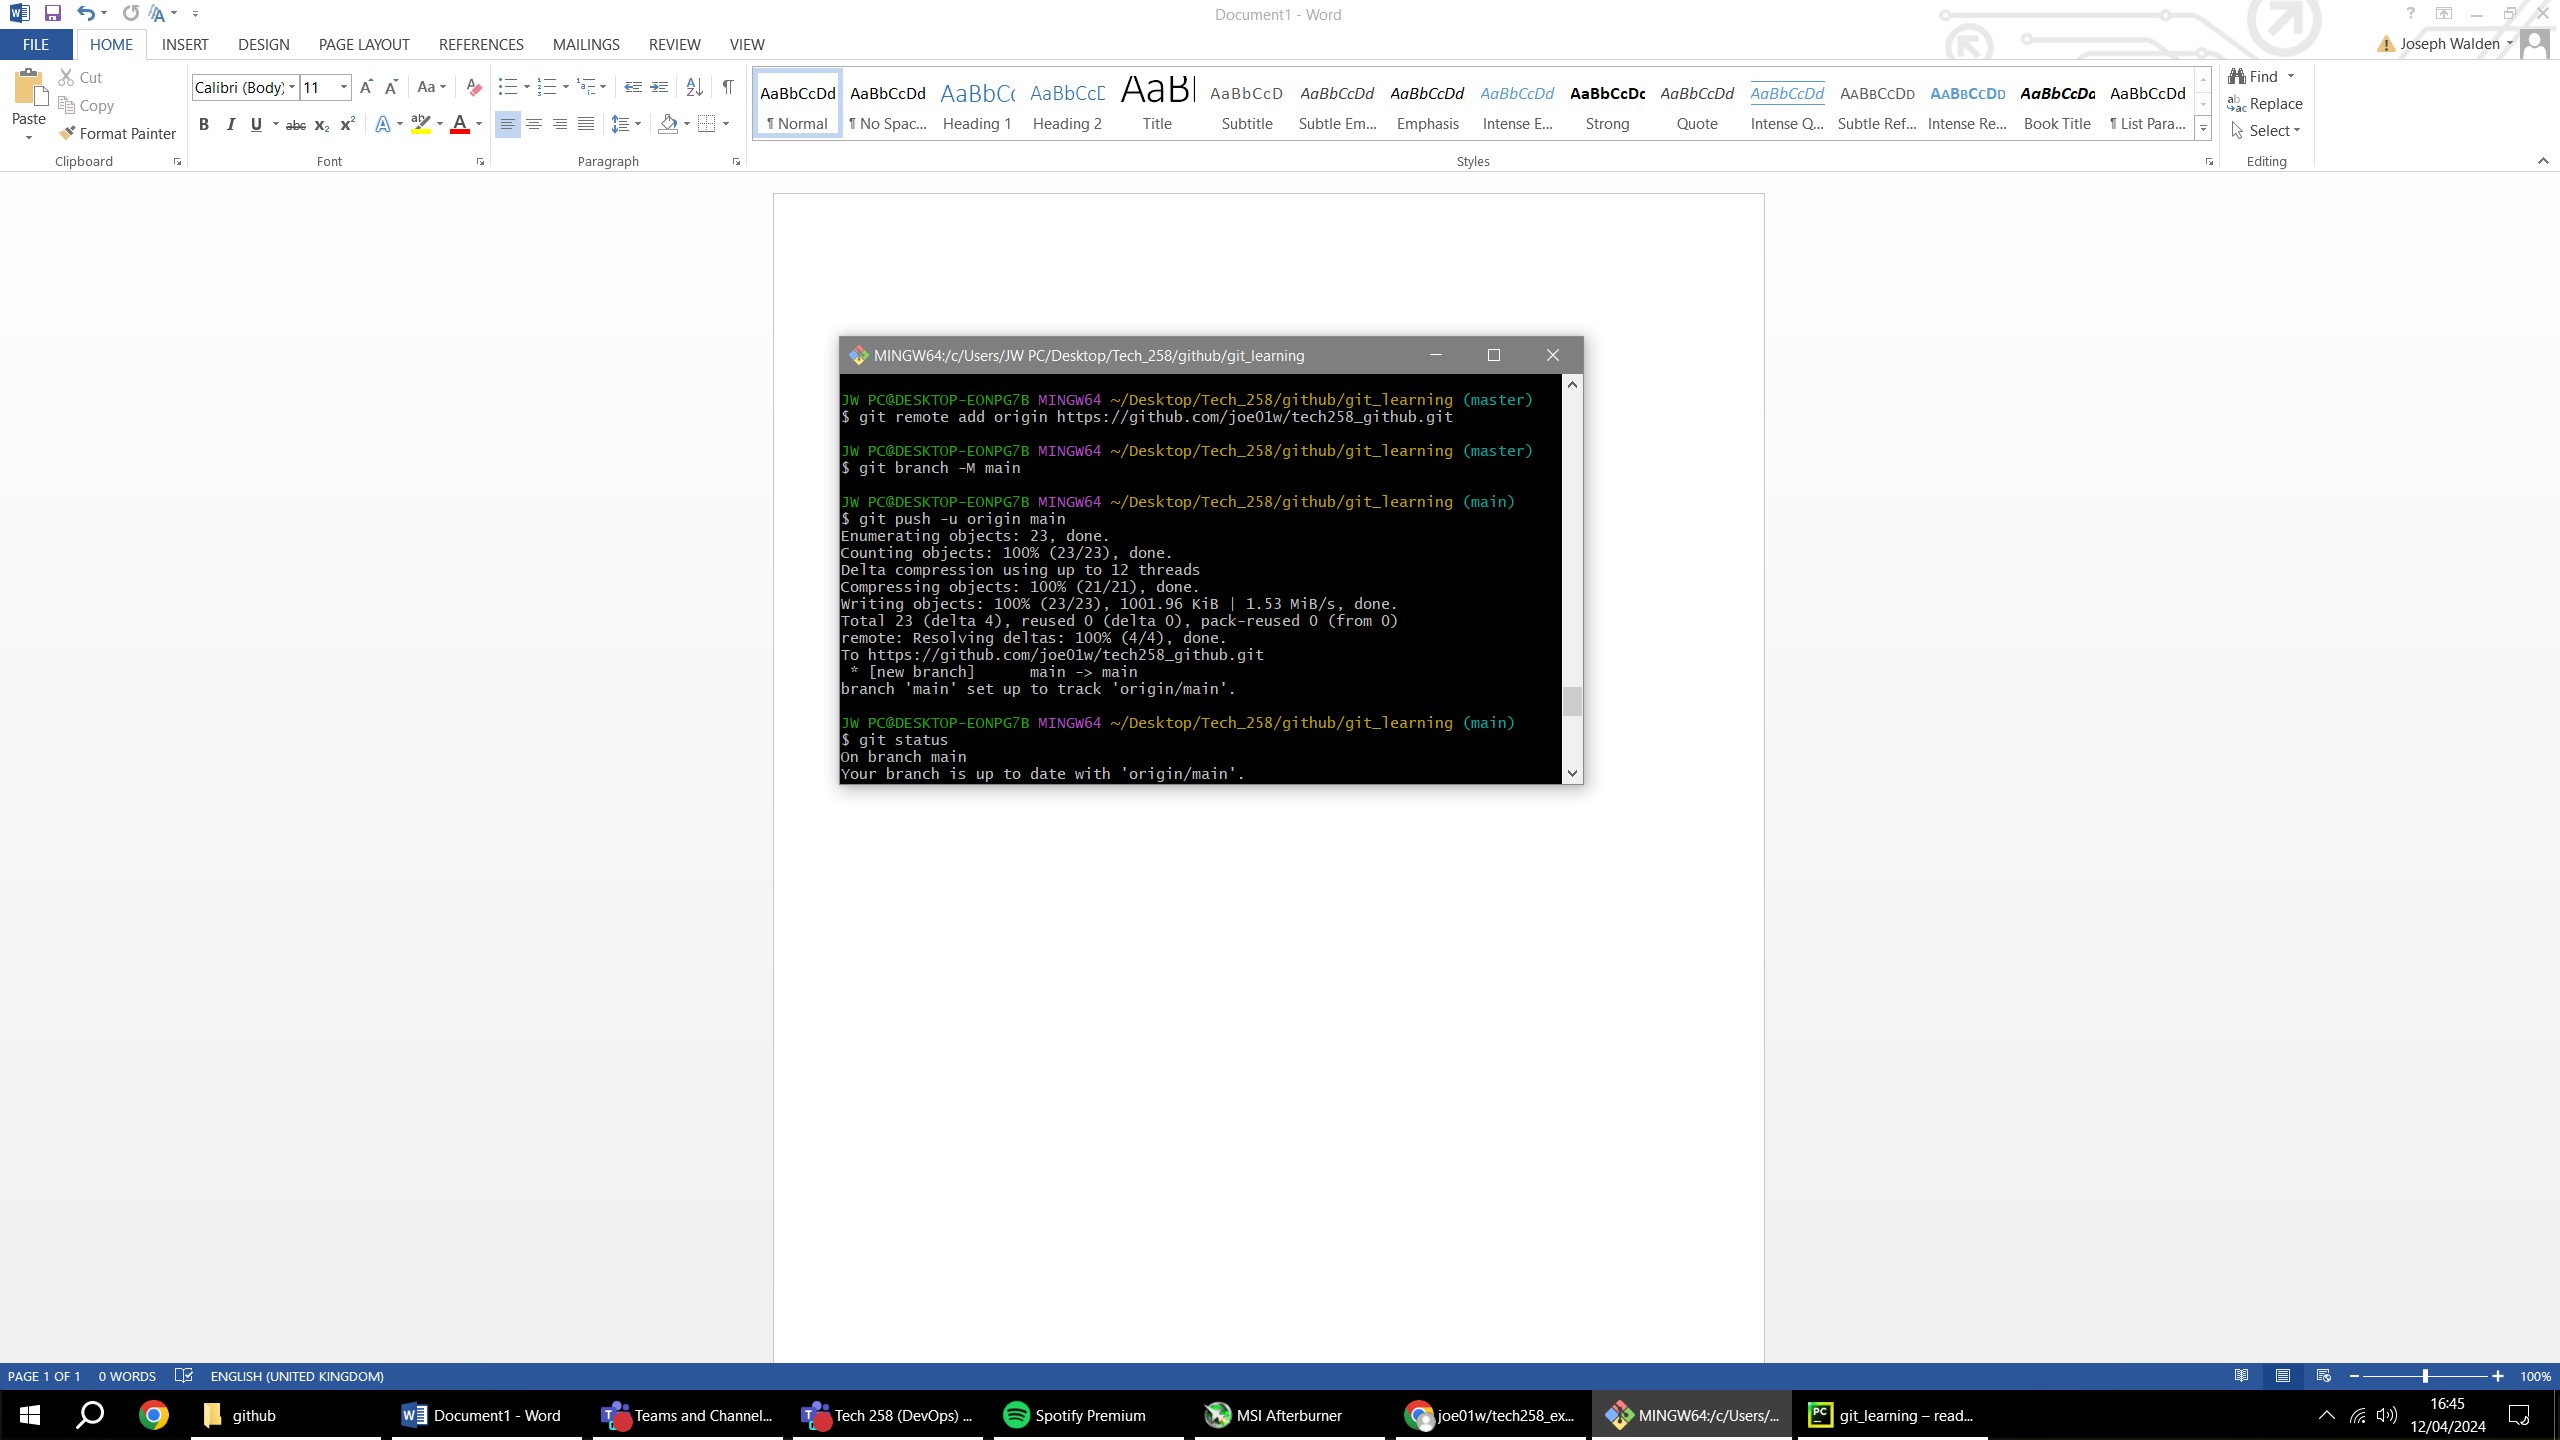 Document1 - Word
FILE HOME INSERT DESIGN PAGE LAYOUT REFERENCES MAILINGS REVIEW VIEW
Joseph Walden
Paste
Cut
Copy
Format Painter
Clipboard
Calibri (Body) 11
Font
Paragraph
AaBbCcDd AaBbCcDd AaBbCc AaBbCcD AaBl AaBbCcD AaBbCcDd AaBbCcDd AaBbCcDd AaBbCcDc AaBbCcDd AaBbCcDd AABBCCDD AABBCCDD AaBbCcDd AaBbCcDd
¶ Normal ¶ No Spac... Heading 1 Heading 2 Title Subtitle Subtle Em... Emphasis Intense E... Strong Quote Intense Q... Subtle Ref... Intense Re... Book Title ¶ List Para...
Styles
Find
Replace
Select
Editing
MINGW64:/c/Users/JW PC/Desktop/Tech_258/github/git_learning
JW PC@DESKTOP-EONPG7B MINGW64 ~/Desktop/Tech_258/github/git_learning (master)
$ git remote add origin https://github.com/joe01w/tech258_github.git
JW PC@DESKTOP-EONPG7B MINGW64 ~/Desktop/Tech_258/github/git_learning (master)
$ git branch -M main
JW PC@DESKTOP-EONPG7B MINGW64 ~/Desktop/Tech_258/github/git_learning (main)
$ git push -u origin main
Enumerating objects: 23, done.
Counting objects: 100% (23/23), done.
Delta compression using up to 12 threads
Compressing objects: 100% (21/21), done.
Writing objects: 100% (23/23), 1001.96 KiB | 1.53 MiB/s, done.
Total 23 (delta 4), reused 0 (delta 0), pack-reused 0 (from 0)
remote: Resolving deltas: 100% (4/4), done.
To https://github.com/joe01w/tech258_github.git
* [new branch] main -> main
branch 'main' set up to track 'origin/main'.
JW PC@DESKTOP-EONPG7B MINGW64 ~/Desktop/Tech_258/github/git_learning (main)
$ git status
On branch main
Your branch is up to date with 'origin/main'.
PAGE 1 OF 1 0 WORDS ENGLISH (UNITED KINGDOM) 100%
github Document1 - Word Teams and Channel... Tech 258 (DevOps) ... Spotify Premium MSI Afterburner joe01w/tech258_ex... MINGW64:/c/Users/... git_learning – read...
16:45
12/04/2024